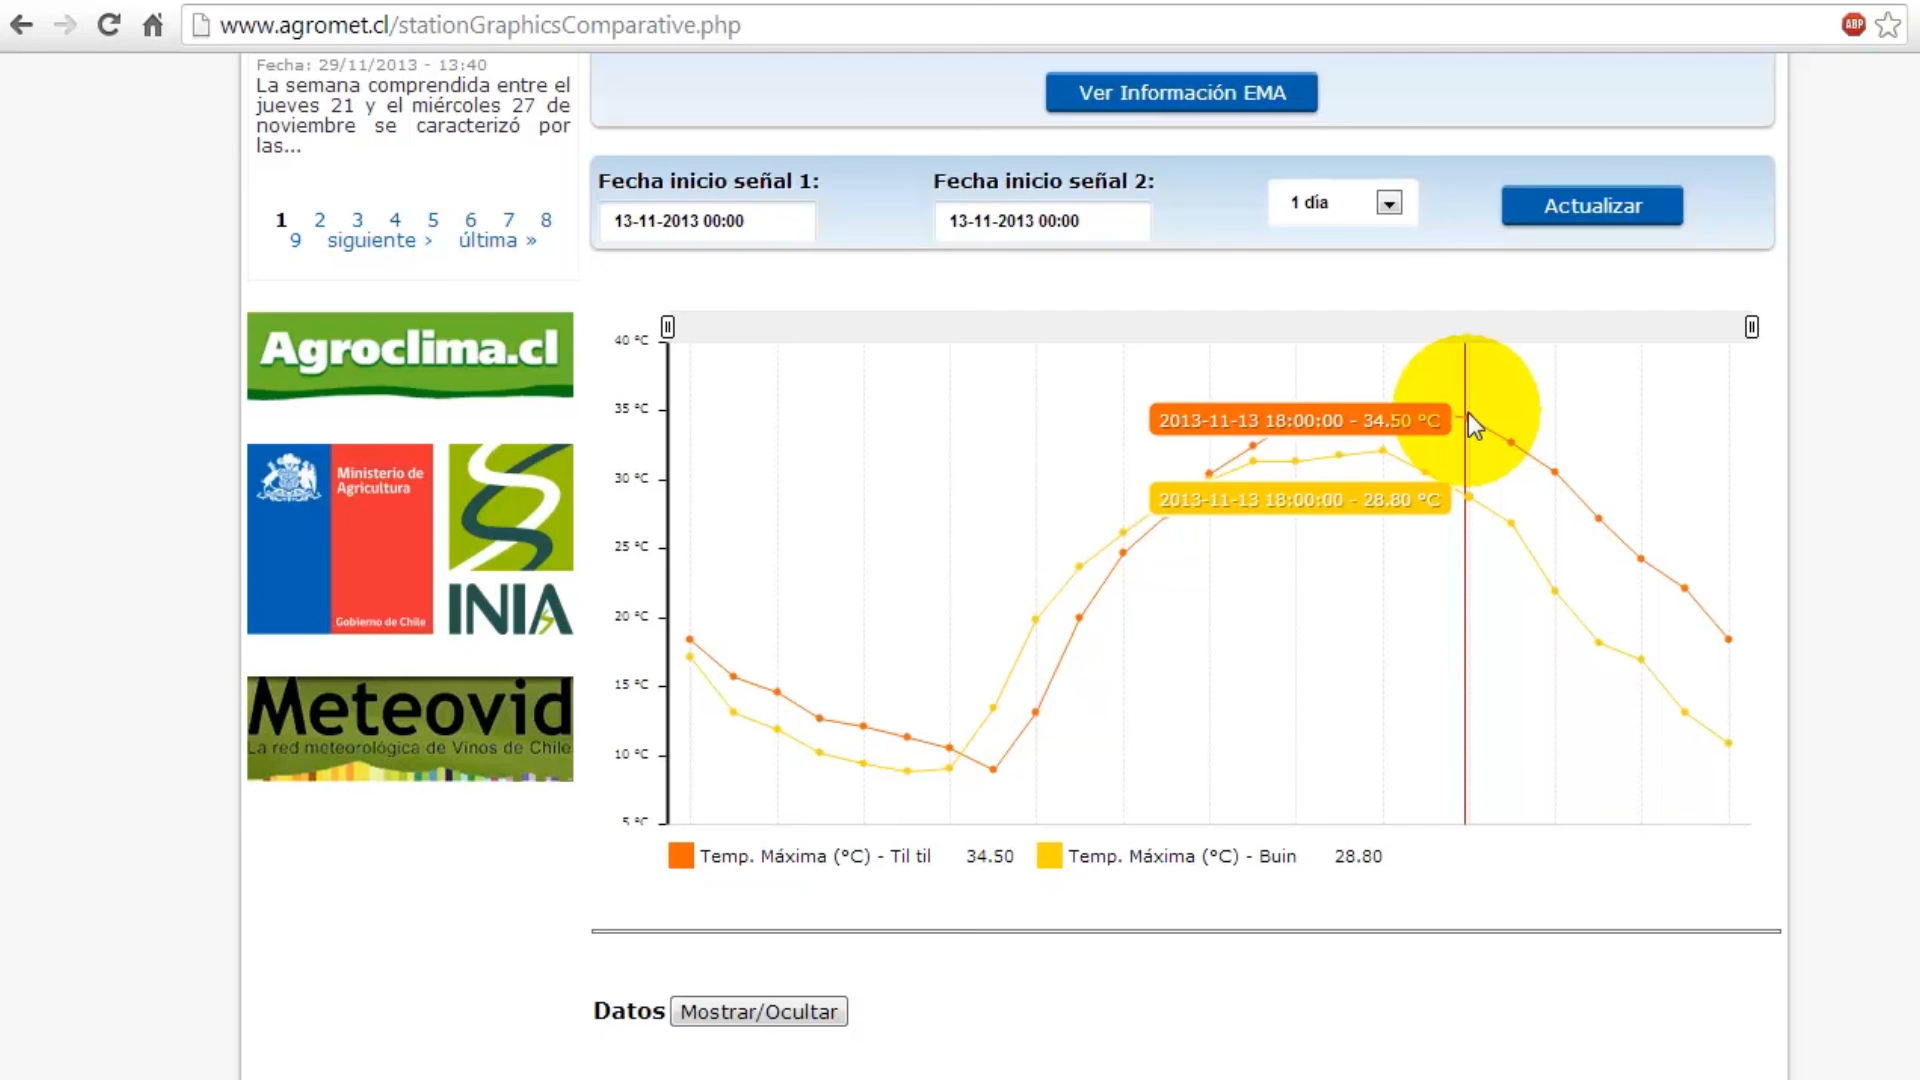 www.agromet.cl/stationGraphicsComparative.php
ABP
Fecha: 29/11/2013 - 13:40
La semana comprendida entre el
jueves 21 y el miércoles 27 de
noviembre se caracterizó por
las...
1 2 3 4 5 6 7 8
9 siguiente › última »
Agroclima.cl
Ministerio de
Agricultura
Gobierno de Chile
INIA
Meteovid
La red meteorológica de Vinos de Chile
Ver Información EMA
Fecha inicio señal 1:
13-11-2013 00:00
Fecha inicio señal 2:
13-11-2013 00:00
1 día
Actualizar
40 °C
35 °C
30 °C
25 °C
20 °C
15 °C
10 °C
5 °C
2013-11-13 18:00:00 - 34.50 °C
2013-11-13 18:00:00 - 28.80 °C
Temp. Máxima (°C) - Til til 34.50
Temp. Máxima (°C) - Buin 28.80
Datos Mostrar/Ocultar